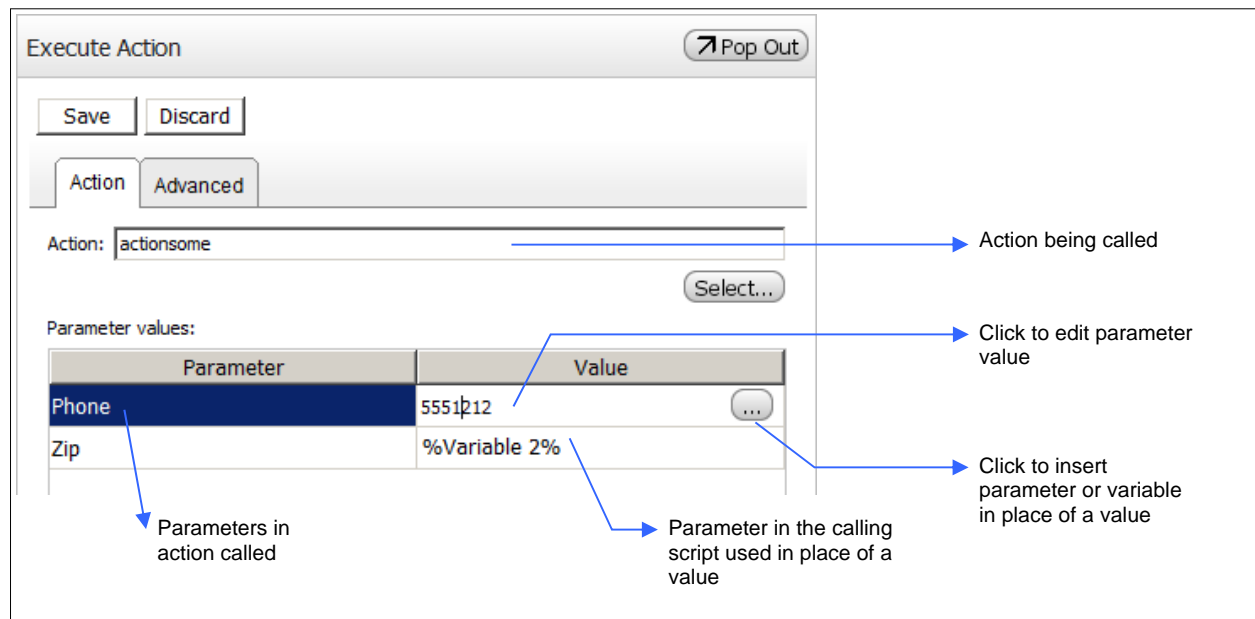 Execute Action
Pop Out
Save Discard
Action Advanced
Action: actionsome
Action being called
Select...
Parameter values:
Click to edit parameter
value
Parameter Value
Phone 5551212 ...
Zip %Variable 2%
Click to insert
parameter or variable
in place of a value
Parameters in
action called
Parameter in the calling
script used in place of a
value